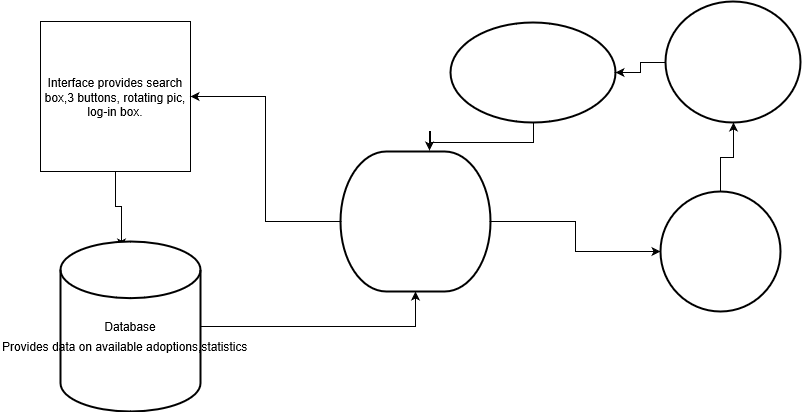 Interface provides search
box,3 buttons, rotating pic,
log-in box.
Database
Provides data on available adoptions,statistics